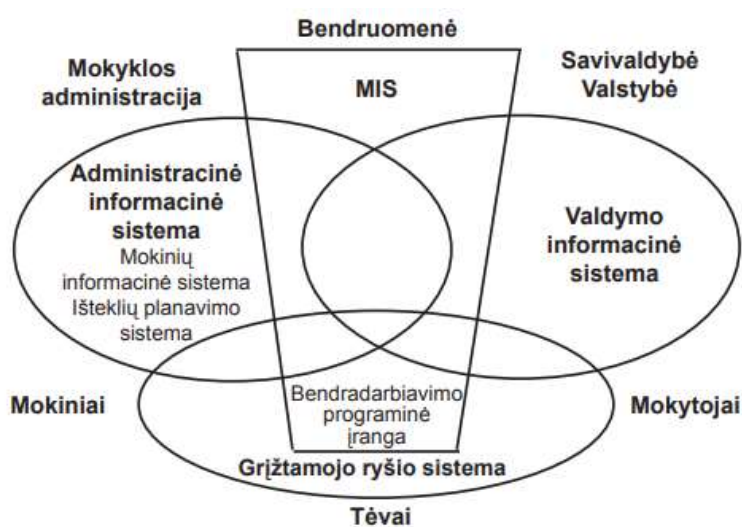 Bendruomenė
Mokyklos
administracija
MIS
Savivaldybė
Valstybė
Administracinė
informacinė
sistema
Mokinių
informacinė sistema
Išteklių planavimo
sistema
Valdymo
informacinė
sistema
Mokiniai
Bendradarbiavimo
programinė
įranga
Mokytojai
Grįžtamojo ryšio sistema
Tėvai